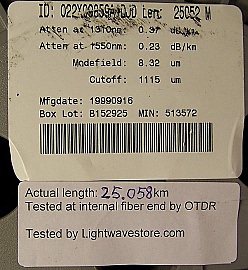 ID: Len: 25052 M
Atten at 1310nm: 0.37 dB/km
Atten at 1550nm: 0.23 dB/km
Modefield: 8.32 um
Cutoff: 1115 um
Mfgdate: 19990916
Box Lot: B152925 MIN: 513572
Actual length: 25.058km
Tested at internal fiber end by OTDR
Tested by Lightwavestore.com